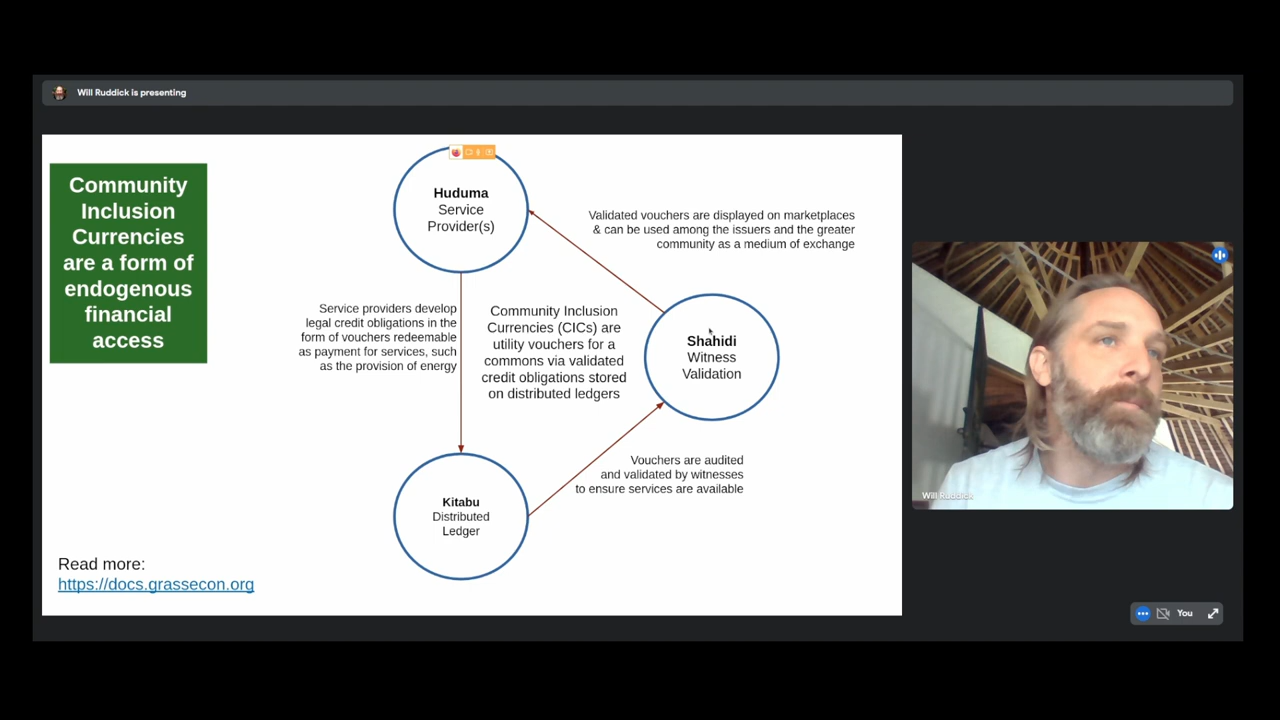 Will Ruddick is presenting
Community
Inclusion
Currencies
are a form of
endogenous
financial
access
Huduma
Service
Provider(s)
Validated vouchers are displayed on marketplaces
& can be used among the issuers and the greater
community as a medium of exchange
Service providers develop
legal credit obligations in the
form of vouchers redeemable
as payment for services, such
as the provision of energy
Community Inclusion
Currencies (CICs) are
utility vouchers for a
commons via validated
credit obligations stored
on distributed ledgers
Shahidi
Witness
Validation
Vouchers are audited
and validated by witnesses
to ensure services are available
Kitabu
Distributed
Ledger
Read more:
https://docs.grassecon.org
Will Ruddick
You